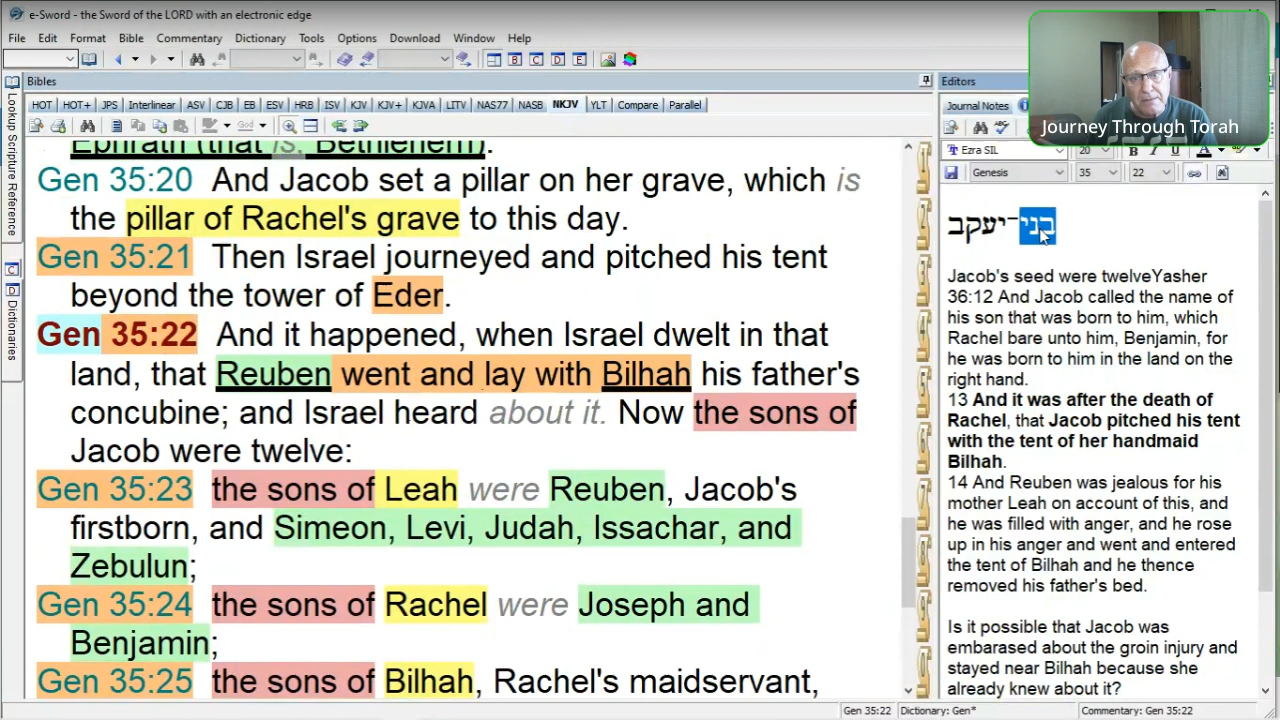 e-Sword - the Sword of the LORD with an electronic edge
File Edit Format Bible Commentary Dictionary Tools Options Download Window Help
B C D E
Bibles
HOT HOT+ JPS Interlinear ASV CJB EB ESV HRB ISV KJV KJV+ KJVA LITV NAS77 NASB NKJV YLT Compare Parallel
God
Lookup Scripture Reference
Dictionaries
Ephrath (that is, Bethlehem).
Gen 35:20 And Jacob set a pillar on her grave, which is
the pillar of Rachel's grave to this day.
Gen 35:21 Then Israel journeyed and pitched his tent
beyond the tower of Eder.
Gen 35:22 And it happened, when Israel dwelt in that
land, that Reuben went and lay with Bilhah his father's
concubine; and Israel heard about it. Now the sons of
Jacob were twelve:
Gen 35:23 the sons of Leah were Reuben, Jacob's
firstborn, and Simeon, Levi, Judah, Issachar, and
Zebulun;
Gen 35:24 the sons of Rachel were Joseph and
Benjamin;
Gen 35:25 the sons of Bilhah, Rachel's maidservant,
Editors
Journal Notes
Journey Through Torah
Ezra SIL 20 B I U A
Genesis 35 22
בני־יעקב
Jacob's seed were twelveYasher
36:12 And Jacob called the name of
his son that was born to him, which
Rachel bare unto him, Benjamin, for
he was born to him in the land on the
right hand.
13 And it was after the death of
Rachel, that Jacob pitched his tent
with the tent of her handmaid
Bilhah.
14 And Reuben was jealous for his
mother Leah on account of this, and
he was filled with anger, and he rose
up in his anger and went and entered
the tent of Bilhah and he thence
removed his father's bed.
Is it possible that Jacob was
embarased about the groin injury and
stayed near Bilhah because she
already knew about it?
Gen 35:22 Dictionary: Gen* Commentary: Gen 35:22